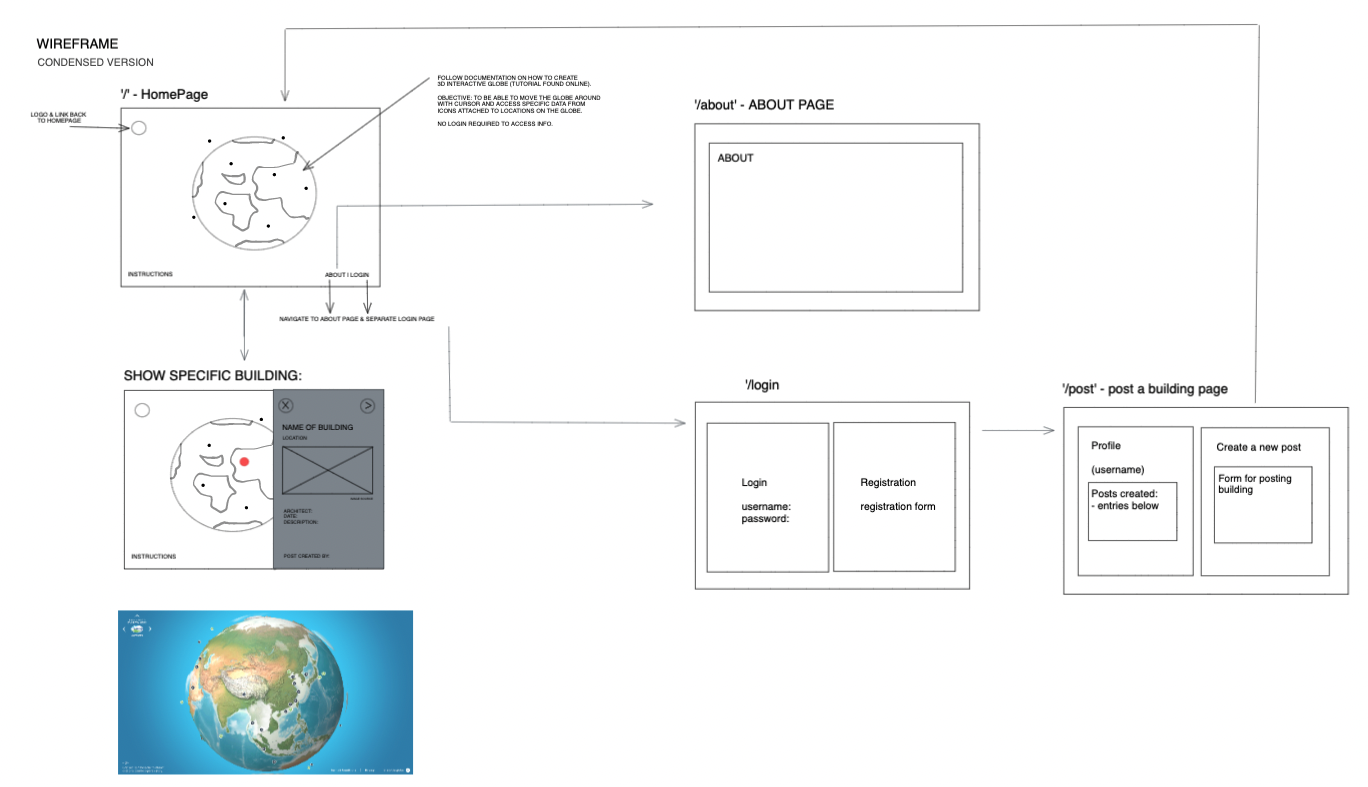 WIREFRAME
CONDENSED VERSION
'/' - HomePage
LOGO & LINK BACK
TO HOMEPAGE
FOLLOW DOCUMENTATION ON HOW TO CREATE
3D INTERACTIVE GLOBE (TUTORIAL FOUND ONLINE).
OBJECTIVE: TO BE ABLE TO MOVE THE GLOBE AROUND
WITH CURSOR AND ACCESS SPECIFIC DATA FROM
ICONS ATTACHED TO LOCATIONS ON THE GLOBE.
NO LOGIN REQUIRED TO ACCESS INFO.
INSTRUCTIONS
ABOUT I LOGIN
NAVIGATE TO ABOUT PAGE & SEPARATE LOGIN PAGE
'/about' - ABOUT PAGE
ABOUT
SHOW SPECIFIC BUILDING:
X
>
NAME OF BUILDING
LOCATION
ARCHITECT:
DATE:
DESCRIPTION:
POST CREATED BY:
INSTRUCTIONS
'/login
Login
username:
password:
Registration
registration form
'/post' - post a building page
Profile
(username)
Posts created:
- entries below
Create a new post
Form for posting
building